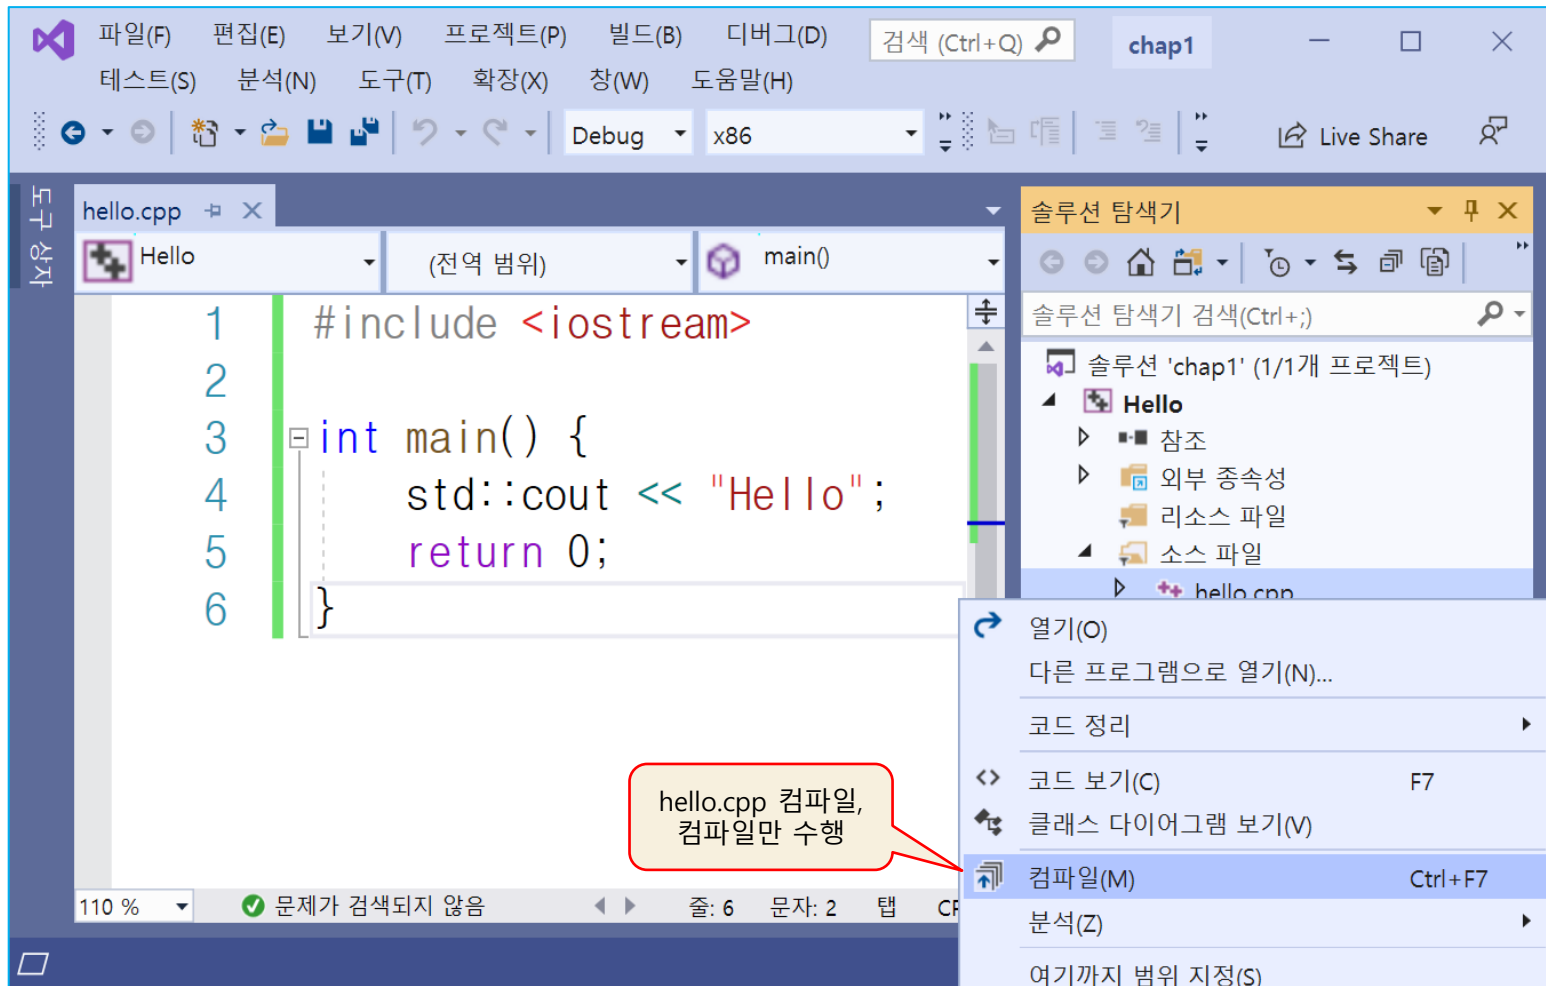 파일(F) 편집(E) 보기(V) 프로젝트(P) 빌드(B) 디버그(D) 검색 (Ctrl+Q) chap1
테스트(S) 분석(N) 도구(T) 확장(X) 창(W) 도움말(H)
Debug x86 Live Share
도구 상자
hello.cpp
Hello (전역 범위) main()
1 #include <iostream>
2
3 int main() {
4 std::cout << "Hello";
5 return 0;
6 }
hello.cpp 컴파일,
컴파일만 수행
110 % 문제가 검색되지 않음 줄: 6 문자: 2 탭
솔루션 탐색기
솔루션 탐색기 검색(Ctrl+;)
솔루션 'chap1' (1/1개 프로젝트)
Hello
참조
외부 종속성
리소스 파일
소스 파일
hello.cpp
열기(O)
다른 프로그램으로 열기(N)...
코드 정리
코드 보기(C) F7
클래스 다이어그램 보기(V)
컴파일(M) Ctrl+F7
분석(Z)
여기까지 범위 지정(S)